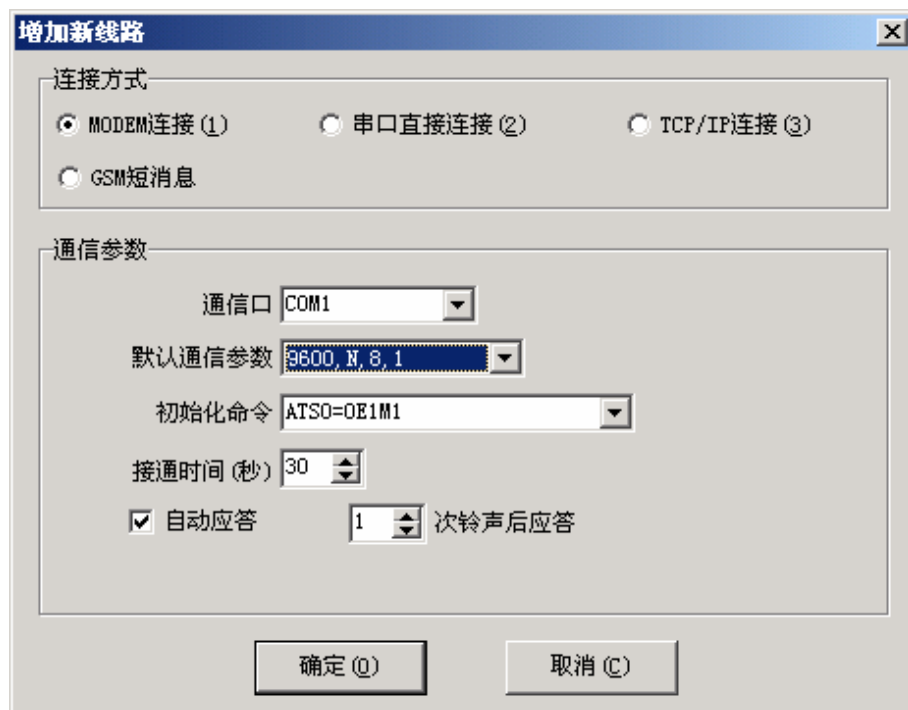 增加新线路
连接方式
MODEM连接(1) 串口直接连接(2) TCP/IP连接(3)
GSM短消息
通信参数
通信口 COM1
默认通信参数 9600,N,8,1
初始化命令 ATS0=0E1M1
接通时间(秒) 30
自动应答 1 次铃声后应答
确定(O) 取消(C)